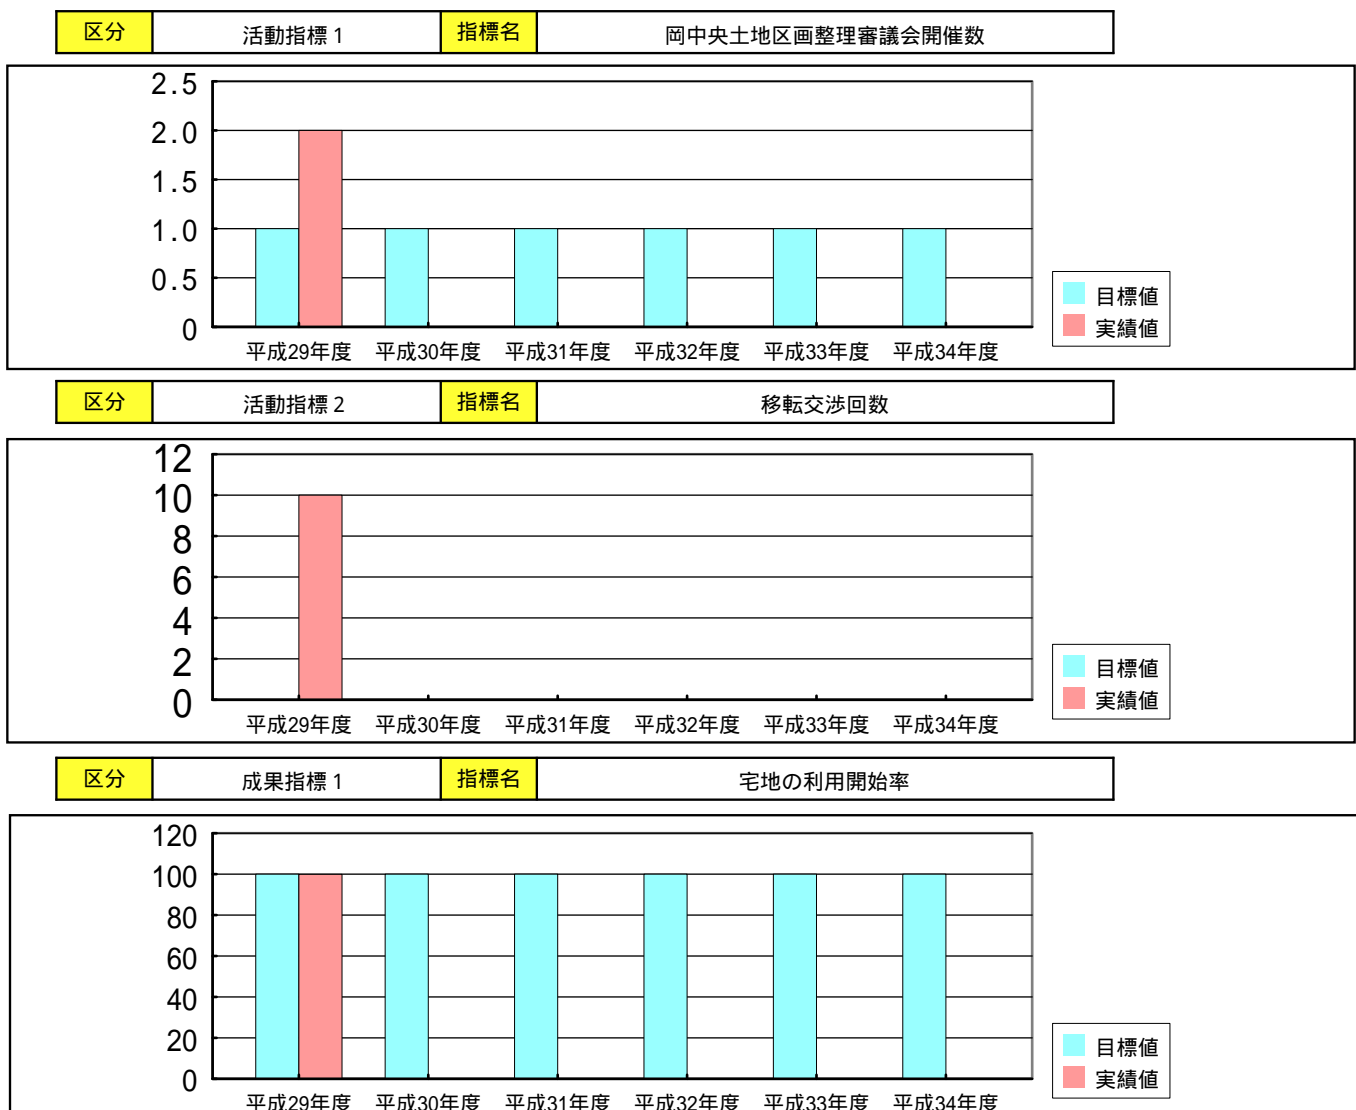 区分 活動指標1 指標名 岡中央土地区画整理審議会開催数
2.5
2.0
1.5
1.0
0.5
0
平成29年度 平成30年度 平成31年度 平成32年度 平成33年度 平成34年度
目標値
実績値
区分 活動指標2 指標名 移転交渉回数
12
10
8
6
4
2
0
平成29年度 平成30年度 平成31年度 平成32年度 平成33年度 平成34年度
目標値
実績値
区分 成果指標1 指標名 宅地の利用開始率
120
100
80
60
40
20
0
平成29年度 平成30年度 平成31年度 平成32年度 平成33年度 平成34年度
目標値
実績値